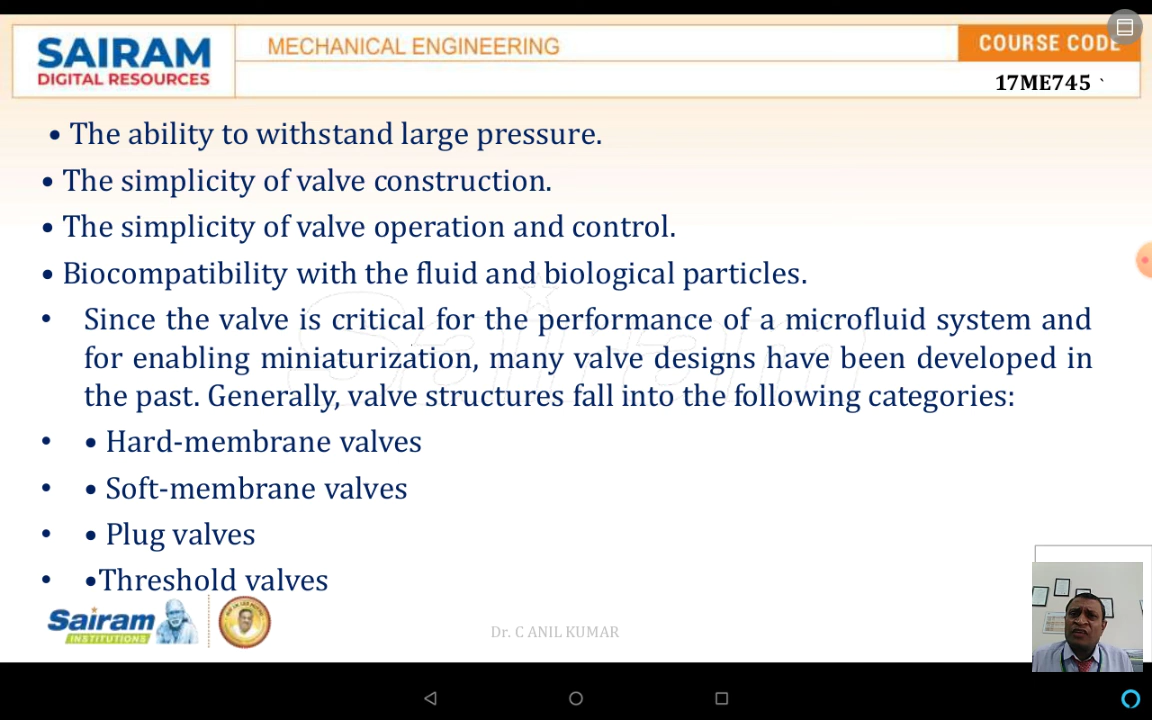 SAIRAM
DIGITAL RESOURCES
MECHANICAL ENGINEERING
COURSE CODE
17ME745 `
• The ability to withstand large pressure.
• The simplicity of valve construction.
• The simplicity of valve operation and control.
• Biocompatibility with the fluid and biological particles.
• Since the valve is critical for the performance of a microfluid system and
for enabling miniaturization, many valve designs have been developed in
the past. Generally, valve structures fall into the following categories:
• • Hard-membrane valves
• • Soft-membrane valves
• • Plug valves
• •Threshold valves
Sairam
INSTITUTIONS
Dr. C ANIL KUMAR
Sairam